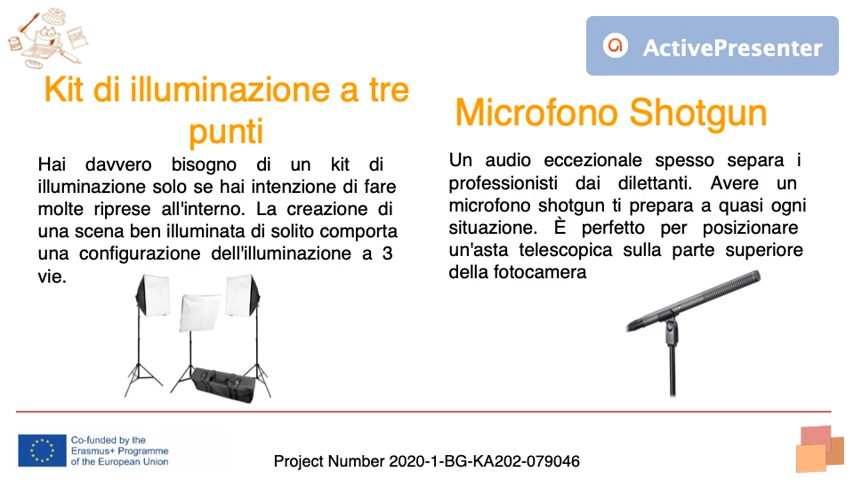 ActivePresenter
Kit di illuminazione a tre
punti
Hai davvero bisogno di un kit di
illuminazione solo se hai intenzione di fare
molte riprese all'interno. La creazione di
una scena ben illuminata di solito comporta
una configurazione dell'illuminazione a 3
vie.
Microfono Shotgun
Un audio eccezionale spesso separa i
professionisti dai dilettanti. Avere un
microfono shotgun ti prepara a quasi ogni
situazione. È perfetto per posizionare
un'asta telescopica sulla parte superiore
della fotocamera
Co-funded by the
Erasmus+ Programme
of the European Union
Project Number 2020-1-BG-KA202-079046